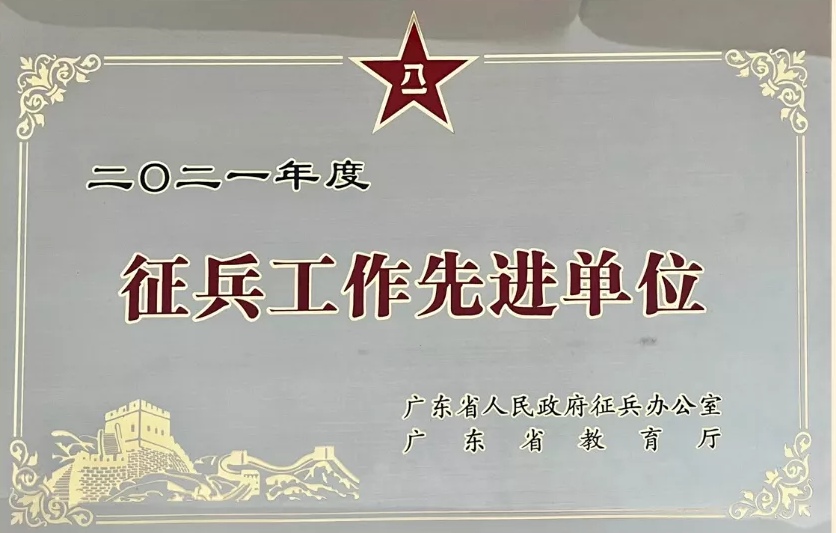 八一
二〇二一年度
征兵工作先进单位
广东省人民政府征兵办公室
广东省教育厅